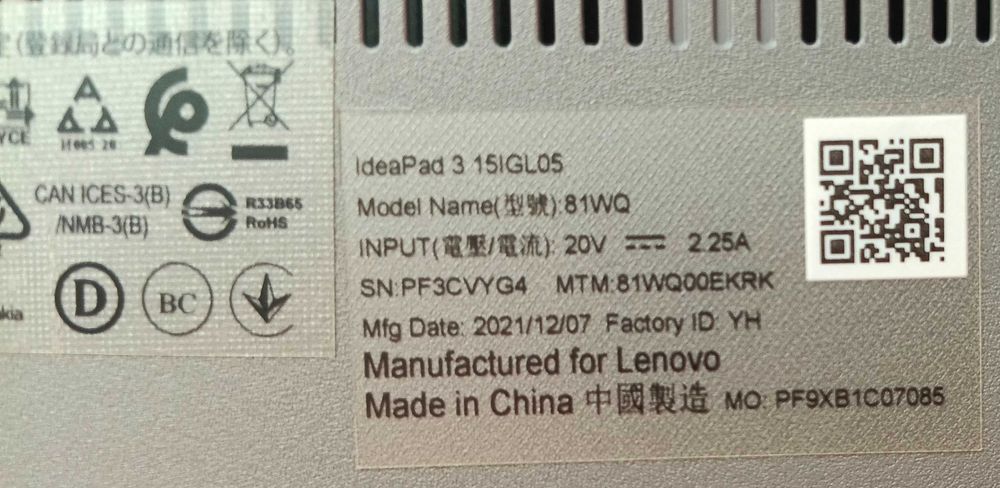 (登録局との通信を除く)。
YCE
CAN ICES-3(B)
/NMB-3(B)
R33B65
RoHS
D
BC
kia
IdeaPad 3 15IGL05
Model Name(型號):81WQ
INPUT(電壓/電流): 20V ⎓ 2.25A
SN:PF3CVYG4 MTM:81WQ00EKRK
Mfg Date: 2021/12/07 Factory ID: YH
Manufactured for Lenovo
Made in China 中國製造 MO: PF9XB1C07085